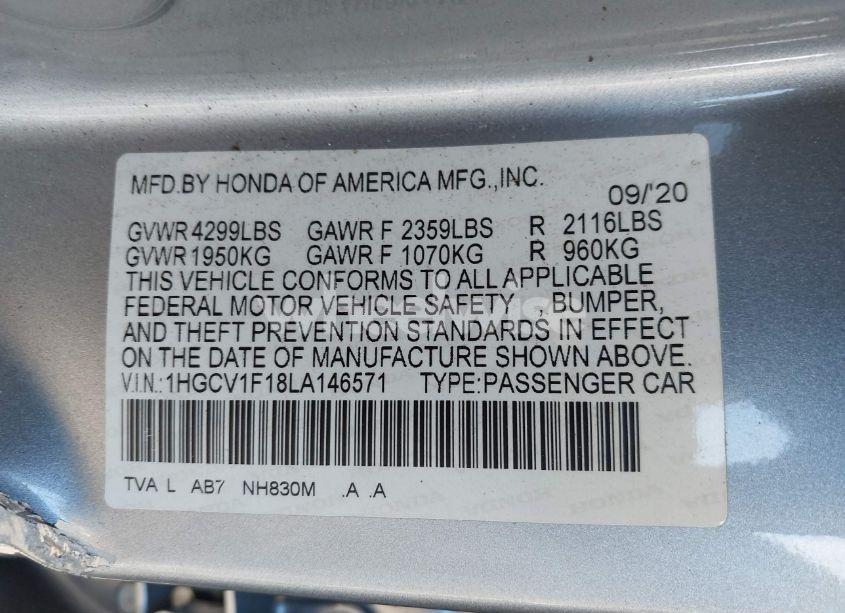 MFD.BY HONDA OF AMERICA MFG.,INC.
09/'20
GVWR 4299LBS GAWR F 2359LBS R 2116LBS
GVWR 1950KG GAWR F 1070KG R 960KG
THIS VEHICLE CONFORMS TO ALL APPLICABLE
FEDERAL MOTOR VEHICLE SAFETY , BUMPER,
AND THEFT PREVENTION STANDARDS IN EFFECT
ON THE DATE OF MANUFACTURE SHOWN ABOVE.
V.I.N.:1HGCV1F18LA146571 TYPE:PASSENGER CAR
TVA L AB7 NH830M .A .A